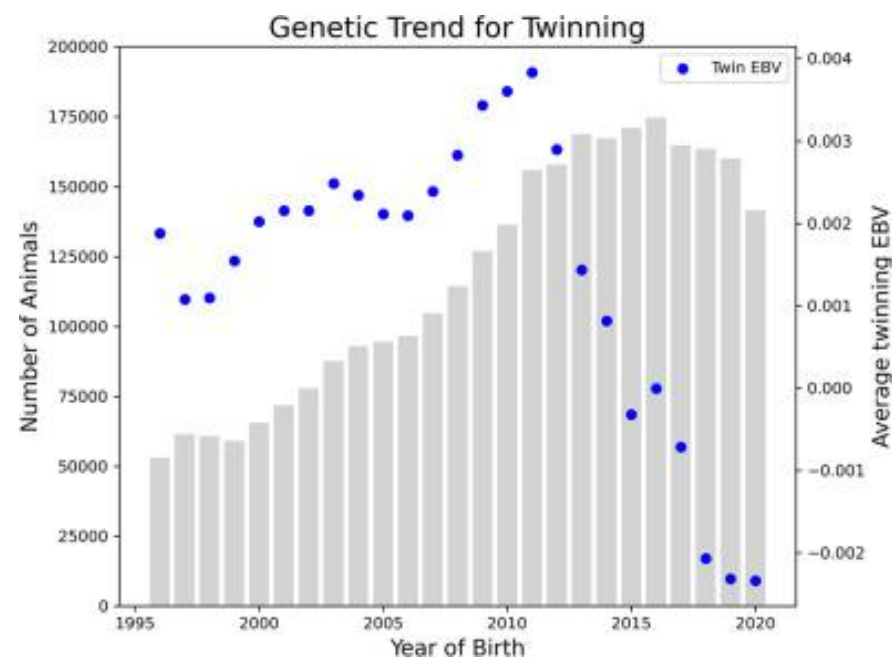 Genetic Trend for Twinning
Twin EBV
Number of Animals
200000
175000
150000
125000
100000
75000
50000
25000
0
Average twinning EBV
0.004
0.003
0.002
0.001
0.000
−0.001
−0.002
1995 2000 2005 2010 2015 2020
Year of Birth